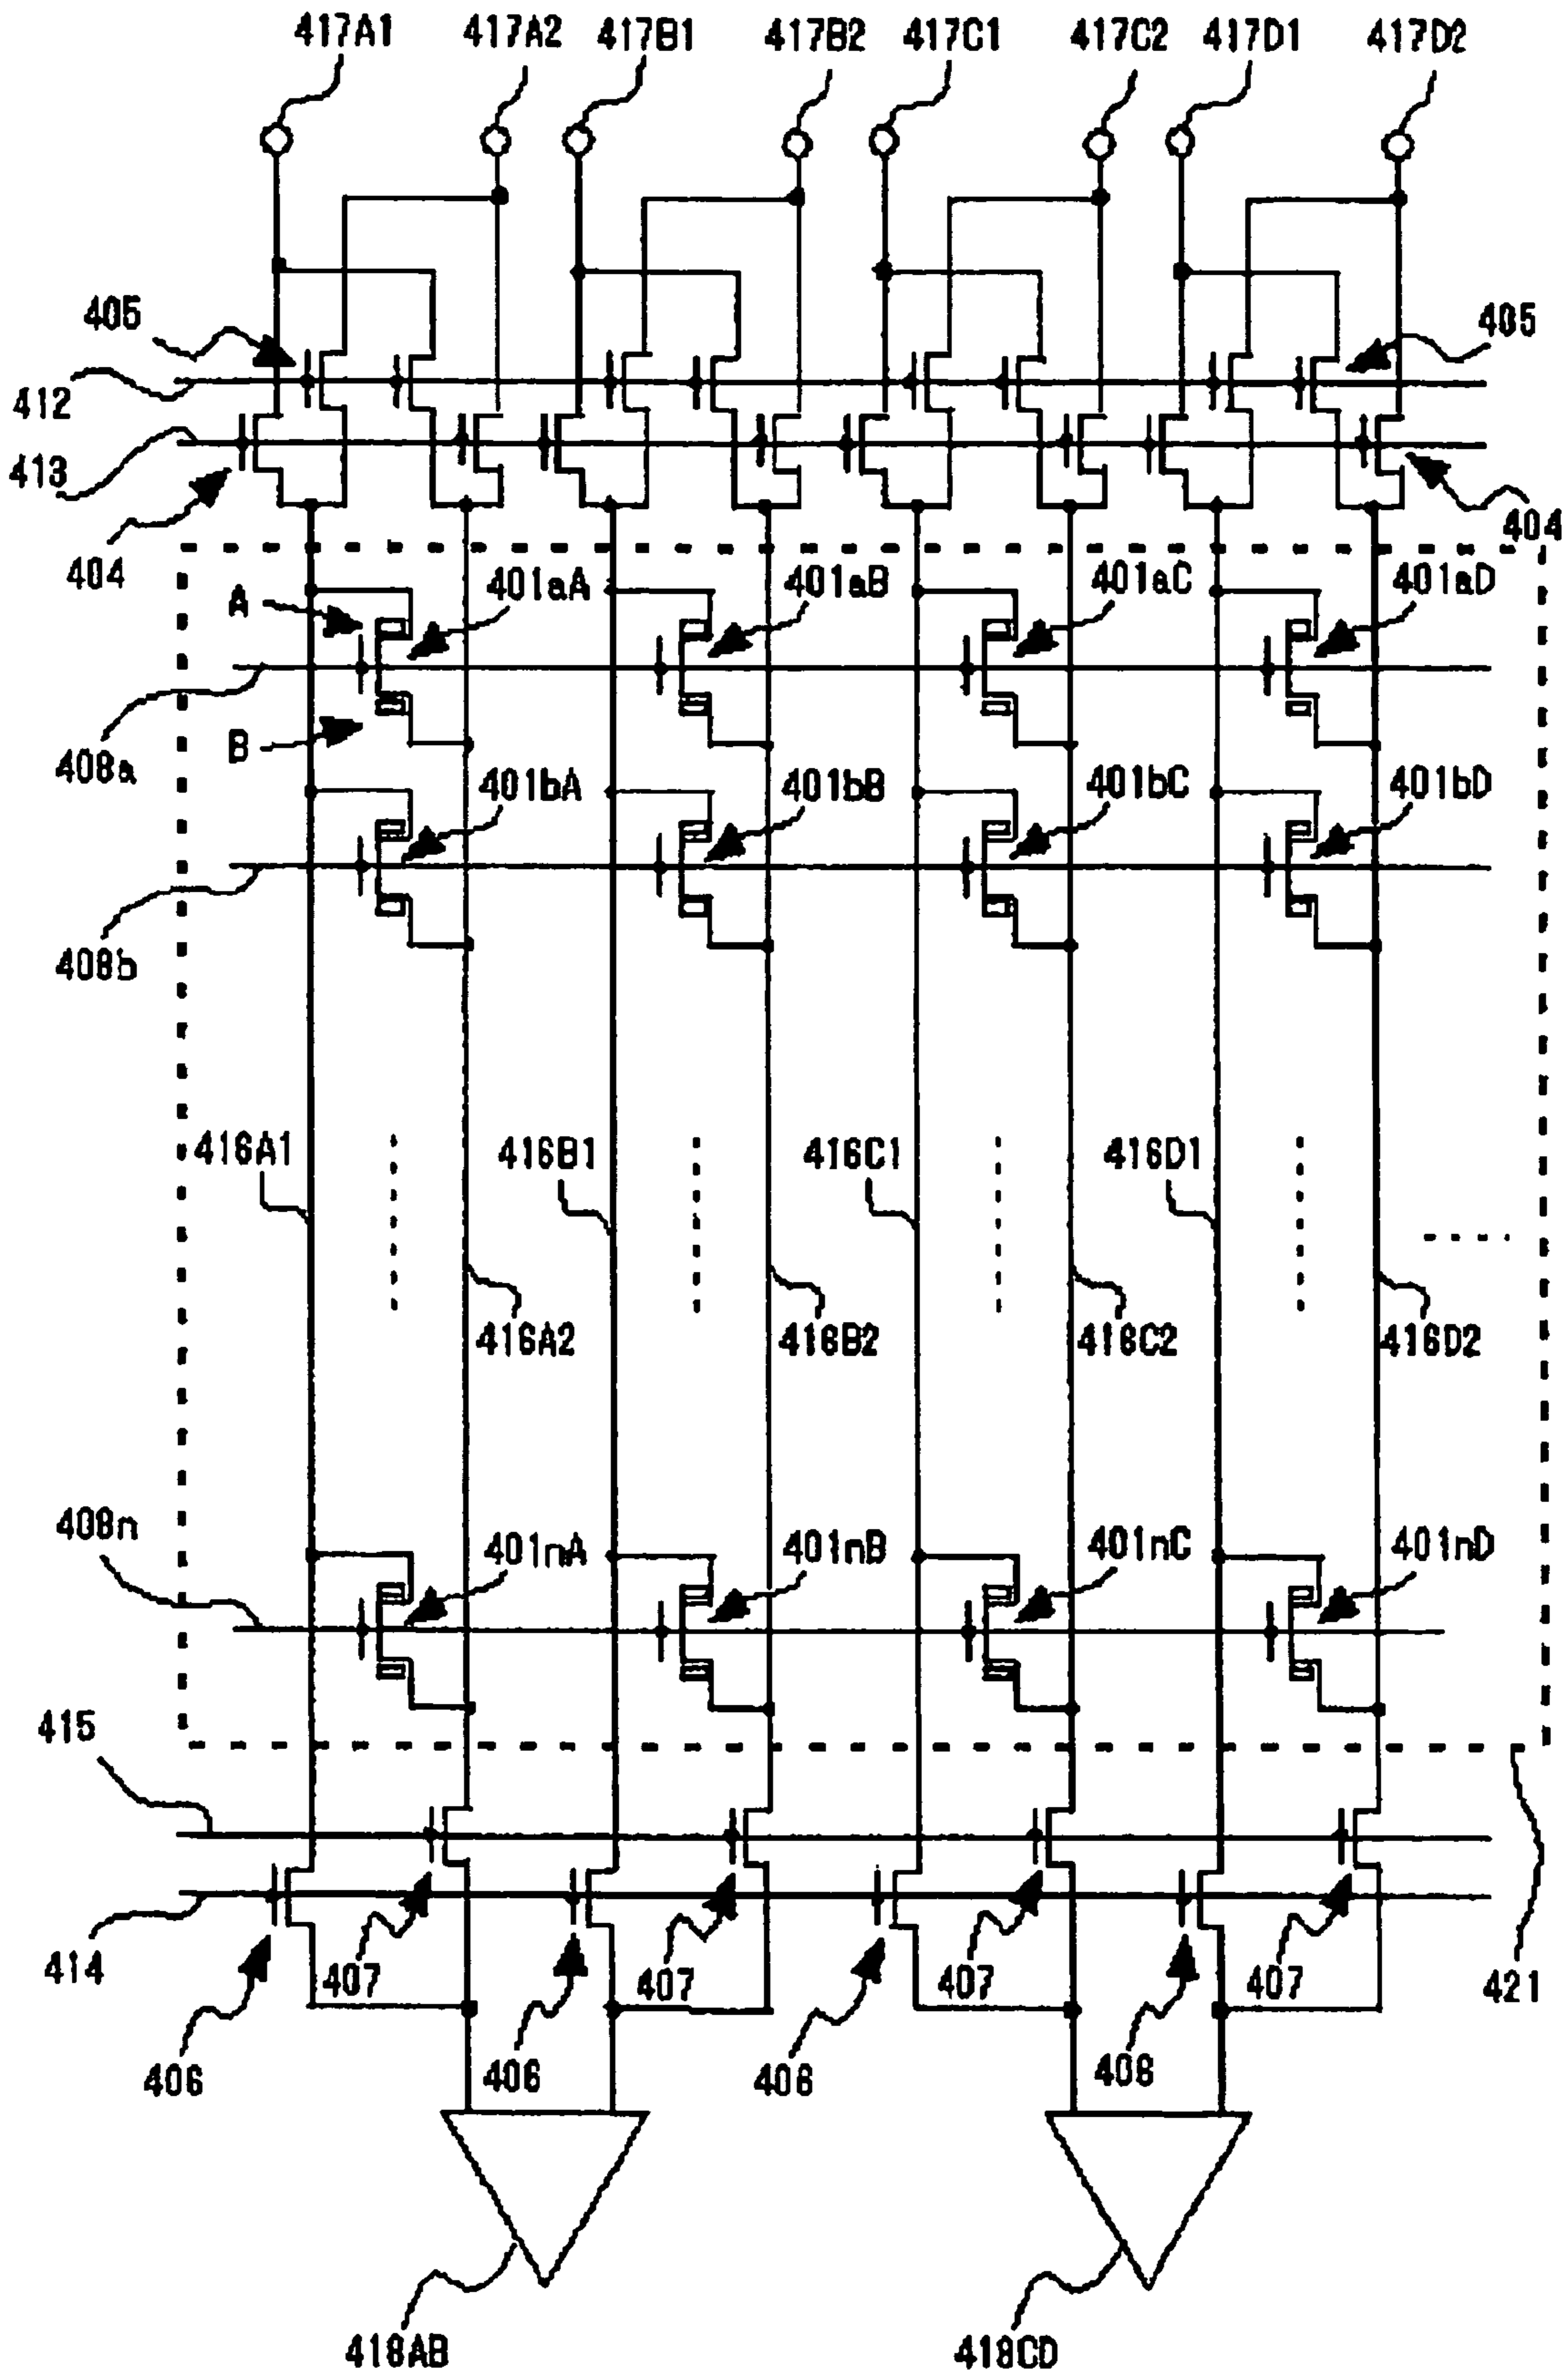 417A1 417A2 417B1 417B2 417C1 417C2 417D1 417D2
405 405
412
413
404 404
A 401aA 401aB 401aC 401aD
408a B
401bA 401bB 401bC 401bD
408b
416A1 416B1 416C1 416D1
416A2 416B2 416C2 416D2
408n 401nA 401nB 401nC 401nD
415
414 407 407 407 407 421
406 406 406 406
418AB 418CD